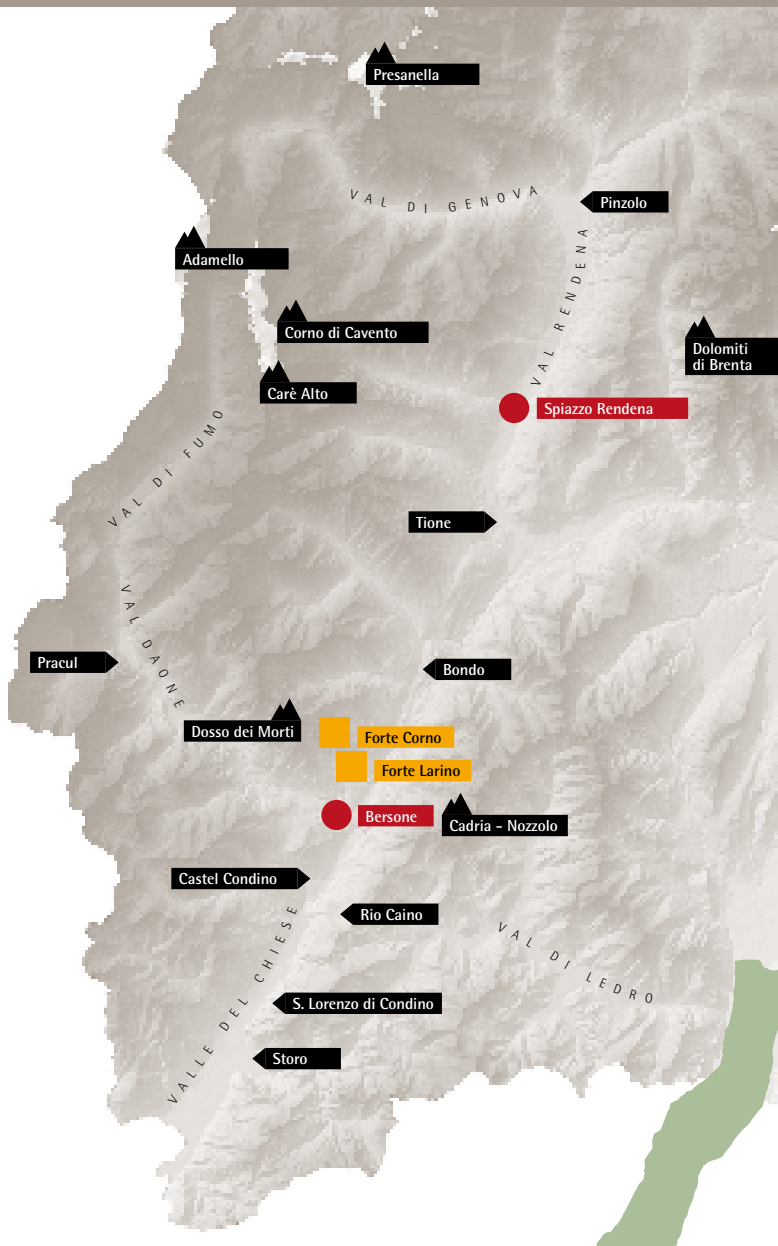 Presanella
VAL DI GENOVA
Pinzolo
Adamello
VAL RENDENA
Corno di Cavento
Dolomiti
di Brenta
Carè Alto
Spiazzo Rendena
VAL DI FUMO
Tione
VAL DAONE
Pracul
Bondo
Dosso dei Morti
Forte Corno
Forte Larino
Bersone
Cadria - Nozzolo
Castel Condino
Rio Caino
VALLE DEL CHIESE
VAL DI LEDRO
S. Lorenzo di Condino
Storo